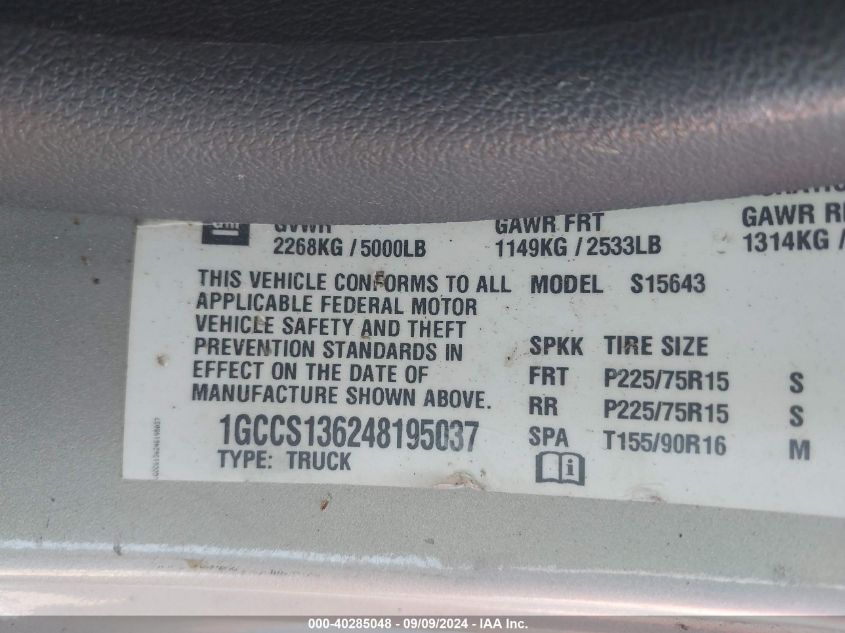 GM
GVWR GAWR FRT GAWR R
2268KG / 5000LB 1149KG / 2533LB 1314KG /
THIS VEHICLE CONFORMS TO ALL MODEL S15643
APPLICABLE FEDERAL MOTOR
VEHICLE SAFETY AND THEFT
PREVENTION STANDARDS IN SPKK TIRE SIZE
EFFECT ON THE DATE OF FRT P225/75R15 S
MANUFACTURE SHOWN ABOVE. RR P225/75R15 S
1GCCS136248195037 SPA T155/90R16 M
TYPE: TRUCK
000-40285048 - 09/09/2024 - IAA Inc.